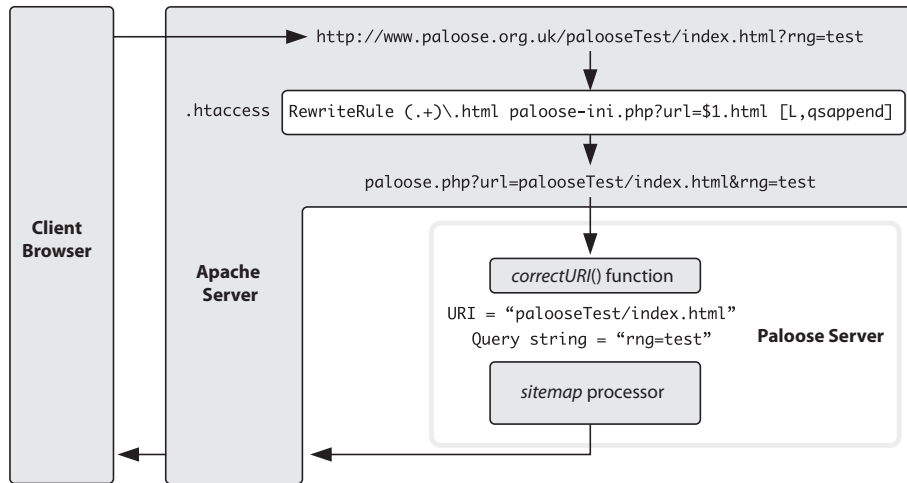 http://www.paloose.org.uk/palooseTest/index.html?rng=test
.htaccess
RewriteRule (.+)\.html paloose-ini.php?url=$1.html [L,qsappend]
paloose.php?url=palooseTest/index.html&rng=test
Client
Browser
Apache
Server
correctURI() function
URI = “palooseTest/index.html”
Query string = “rng=test”
Paloose Server
sitemap processor